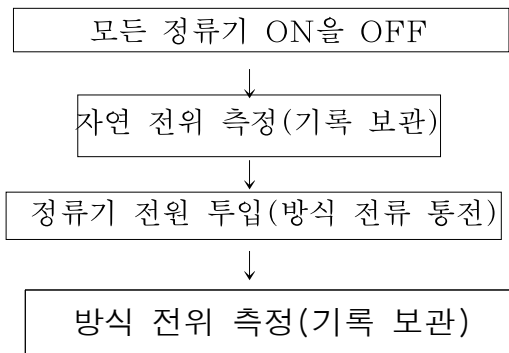 모든 정류기 ON을 OFF
자연 전위 측정(기록 보관)
정류기 전원 투입(방식 전류 통전)
방식 전위 측정(기록 보관)